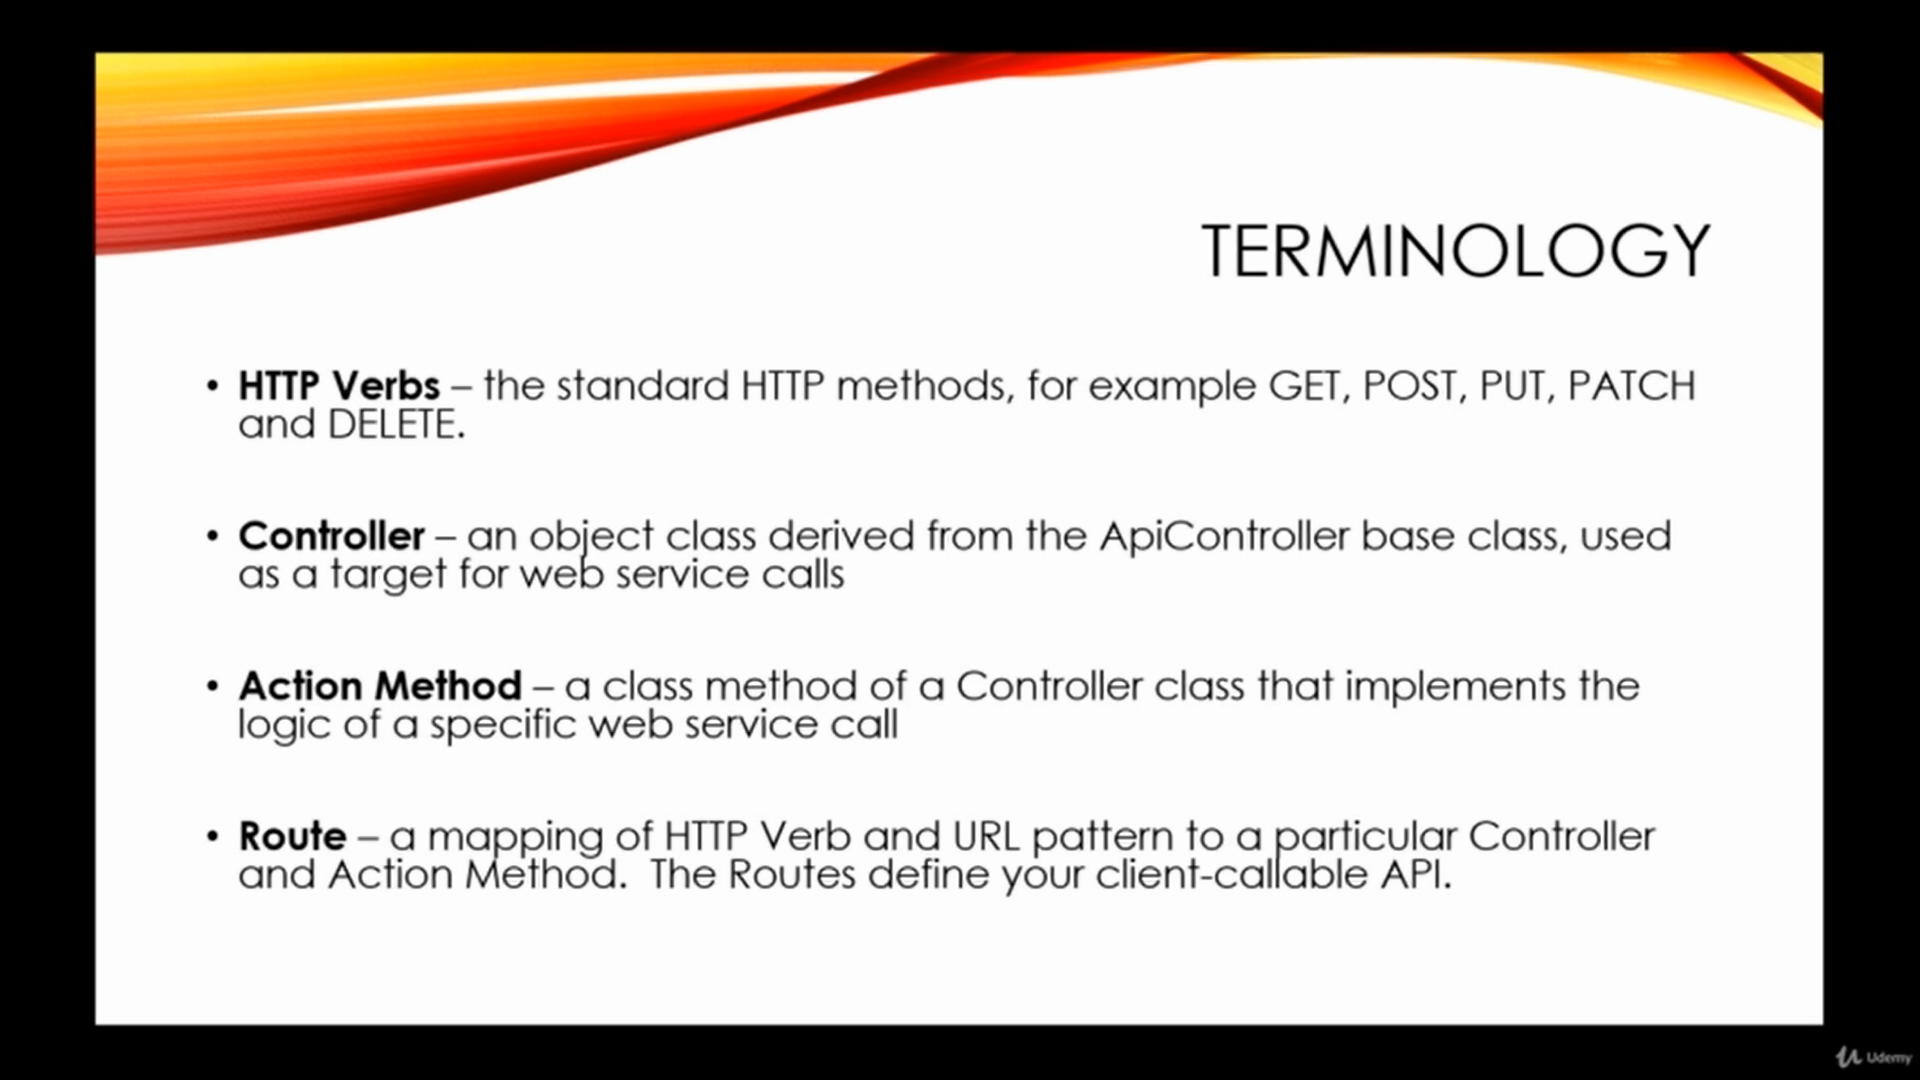 TERMINOLOGY
• HTTP Verbs – the standard HTTP methods, for example GET, POST, PUT, PATCH
and DELETE.
• Controller – an object class derived from the ApiController base class, used
as a target for web service calls
• Action Method – a class method of a Controller class that implements the
logic of a specific web service call
• Route – a mapping of HTTP Verb and URL pattern to a particular Controller
and Action Method.  The Routes define your client-callable API.
Udemy